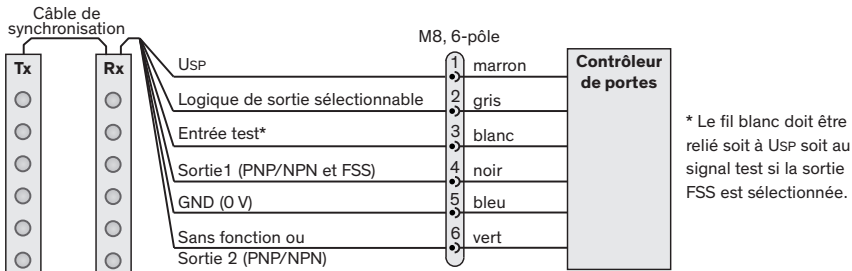 Câble de
synchronisation
M8, 6-pôle
Tx
Rx
USP
1
marron
Contrôleur
de portes
Logique de sortie sélectionnable
2
gris
Entrée test*
3
blanc
Sortie1 (PNP/NPN et FSS)
4
noir
GND (0 V)
5
bleu
Sans fonction ou
Sortie 2 (PNP/NPN)
6
vert
* Le fil blanc doit être
relié soit à USP soit au
signal test si la sortie
FSS est sélectionnée.